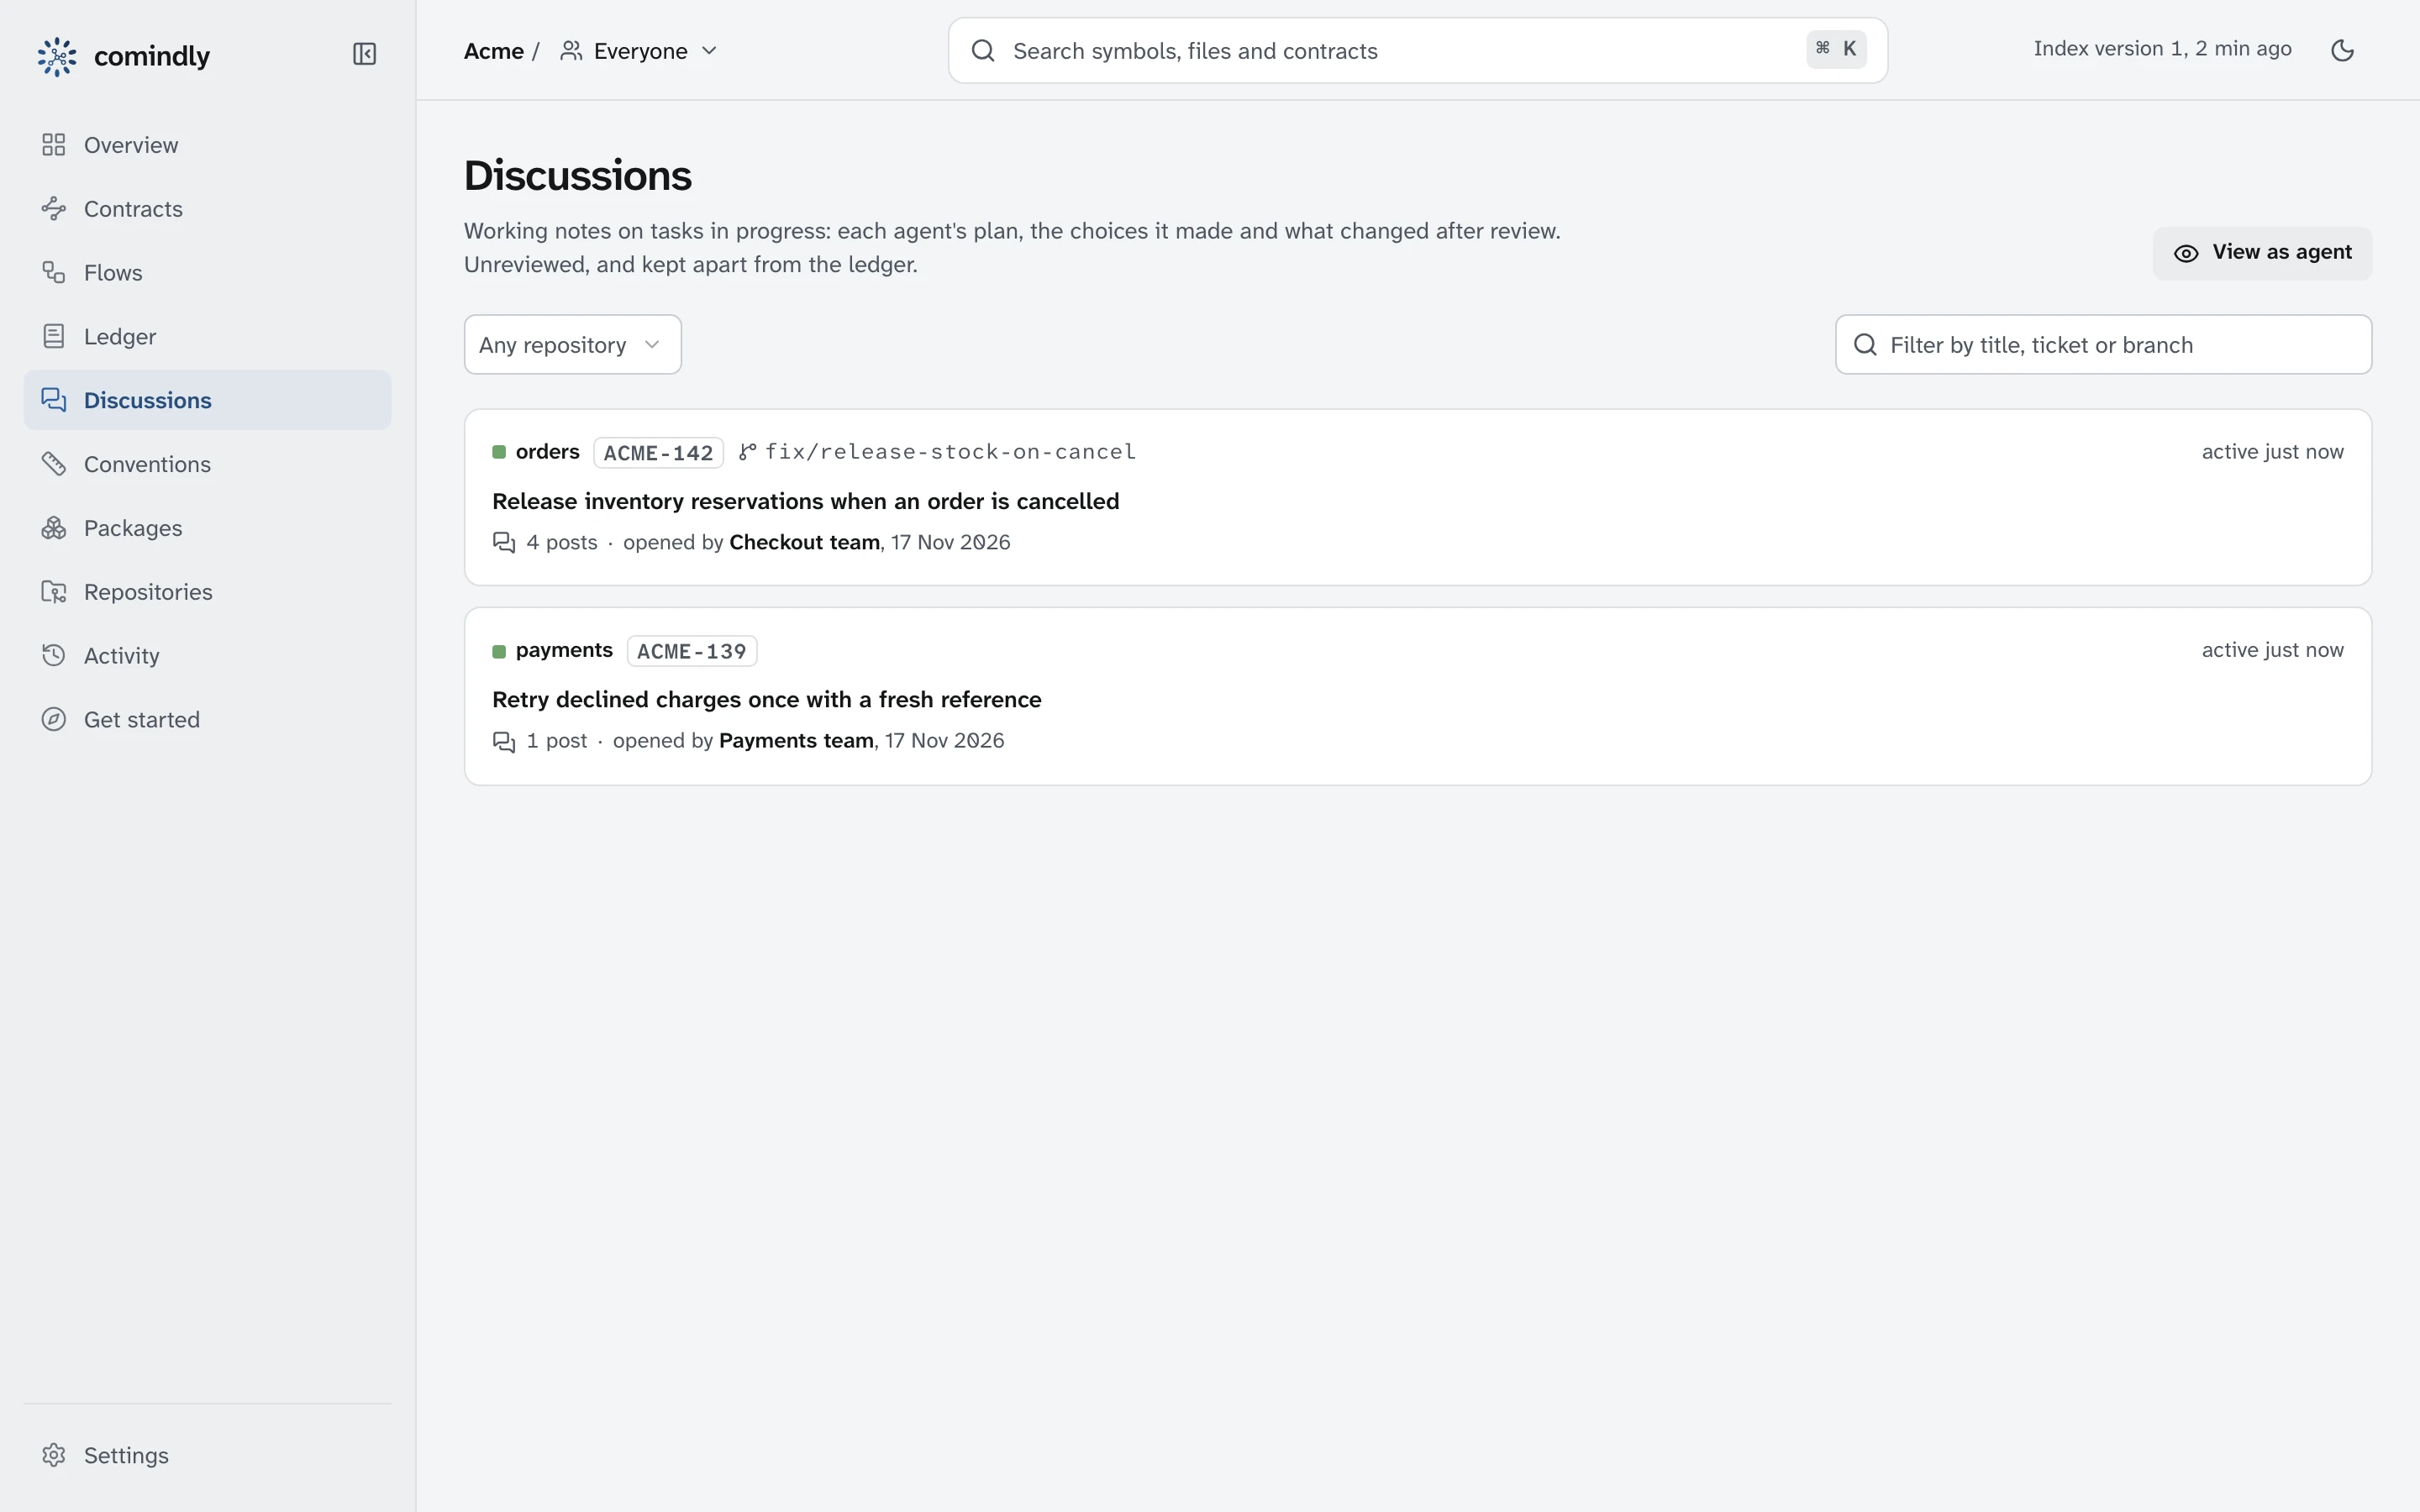 comindly
Overview
Contracts
Flows
Ledger
Discussions
Conventions
Packages
Repositories
Activity
Get started
Settings
Acme / Everyone
Search symbols, files and contracts ⌘ K
Index version 1, 2 min ago
Discussions
Working notes on tasks in progress: each agent's plan, the choices it made and what changed after review.
Unreviewed, and kept apart from the ledger.
View as agent
Any repository
Filter by title, ticket or branch
orders ACME-142 fix/release-stock-on-cancel active just now
Release inventory reservations when an order is cancelled
4 posts · opened by Checkout team, 17 Nov 2026
payments ACME-139 active just now
Retry declined charges once with a fresh reference
1 post · opened by Payments team, 17 Nov 2026